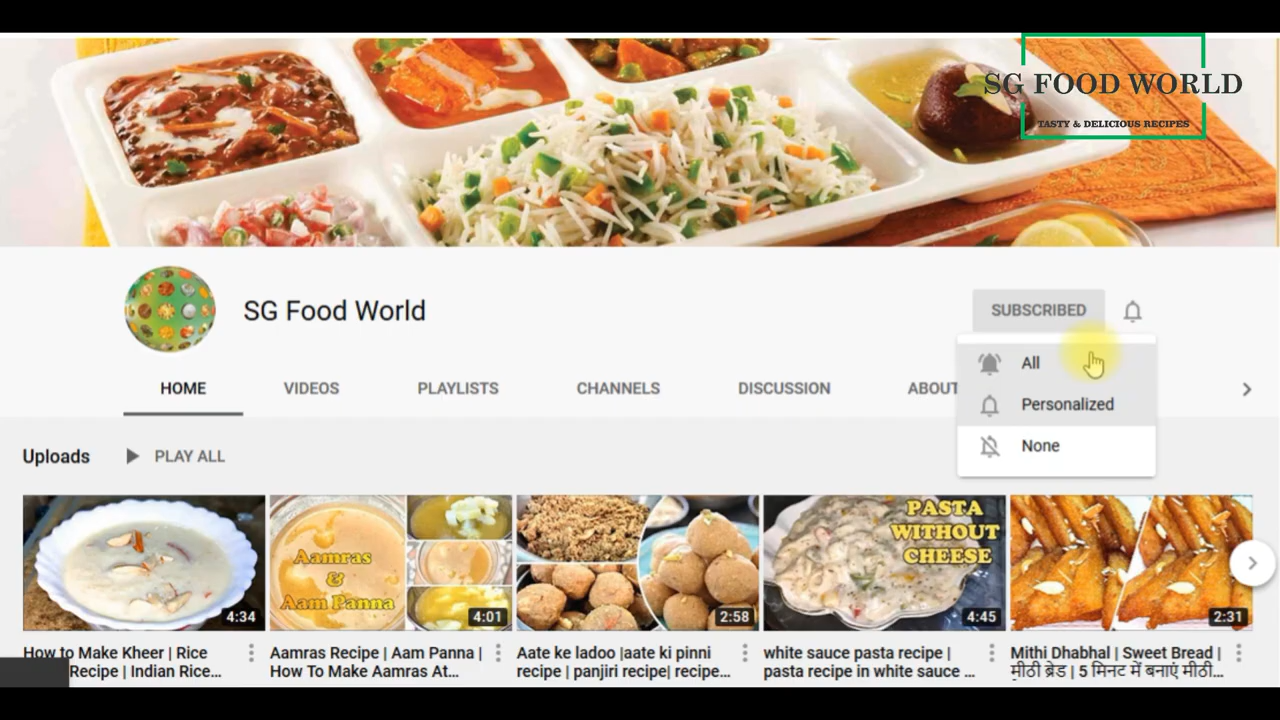 SG FOOD WORLD
TASTY & DELICIOUS RECIPES
SG Food World
SUBSCRIBED
All
Personalized
None
HOME
VIDEOS
PLAYLISTS
CHANNELS
DISCUSSION
ABOUT
Uploads
PLAY ALL
4:34
Aamras
&
Aam Panna
4:01
2:58
PASTA
WITHOUT
CHEESE
4:45
2:31
How to Make Kheer | Rice
Recipe | Indian Rice...
Aamras Recipe | Aam Panna |
How To Make Aamras At...
Aate ke ladoo |aate ki pinni
recipe | panjiri recipe| recipe...
white sauce pasta recipe |
pasta recipe in white sauce ...
Mithi Dhabhal | Sweet Bread |
मीठी ब्रेड | 5 मिनट में बनाएं मीठी...